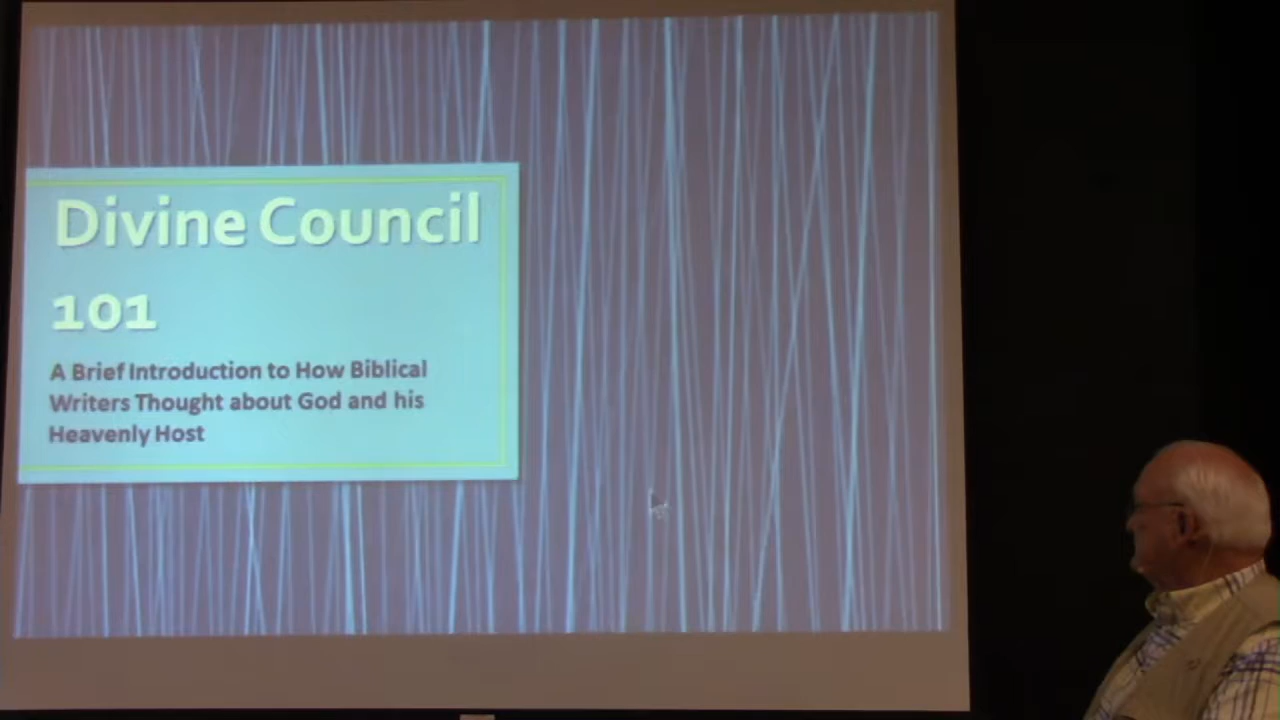 Divine Council
101
A Brief Introduction to How Biblical
Writers Thought about God and his
Heavenly Host